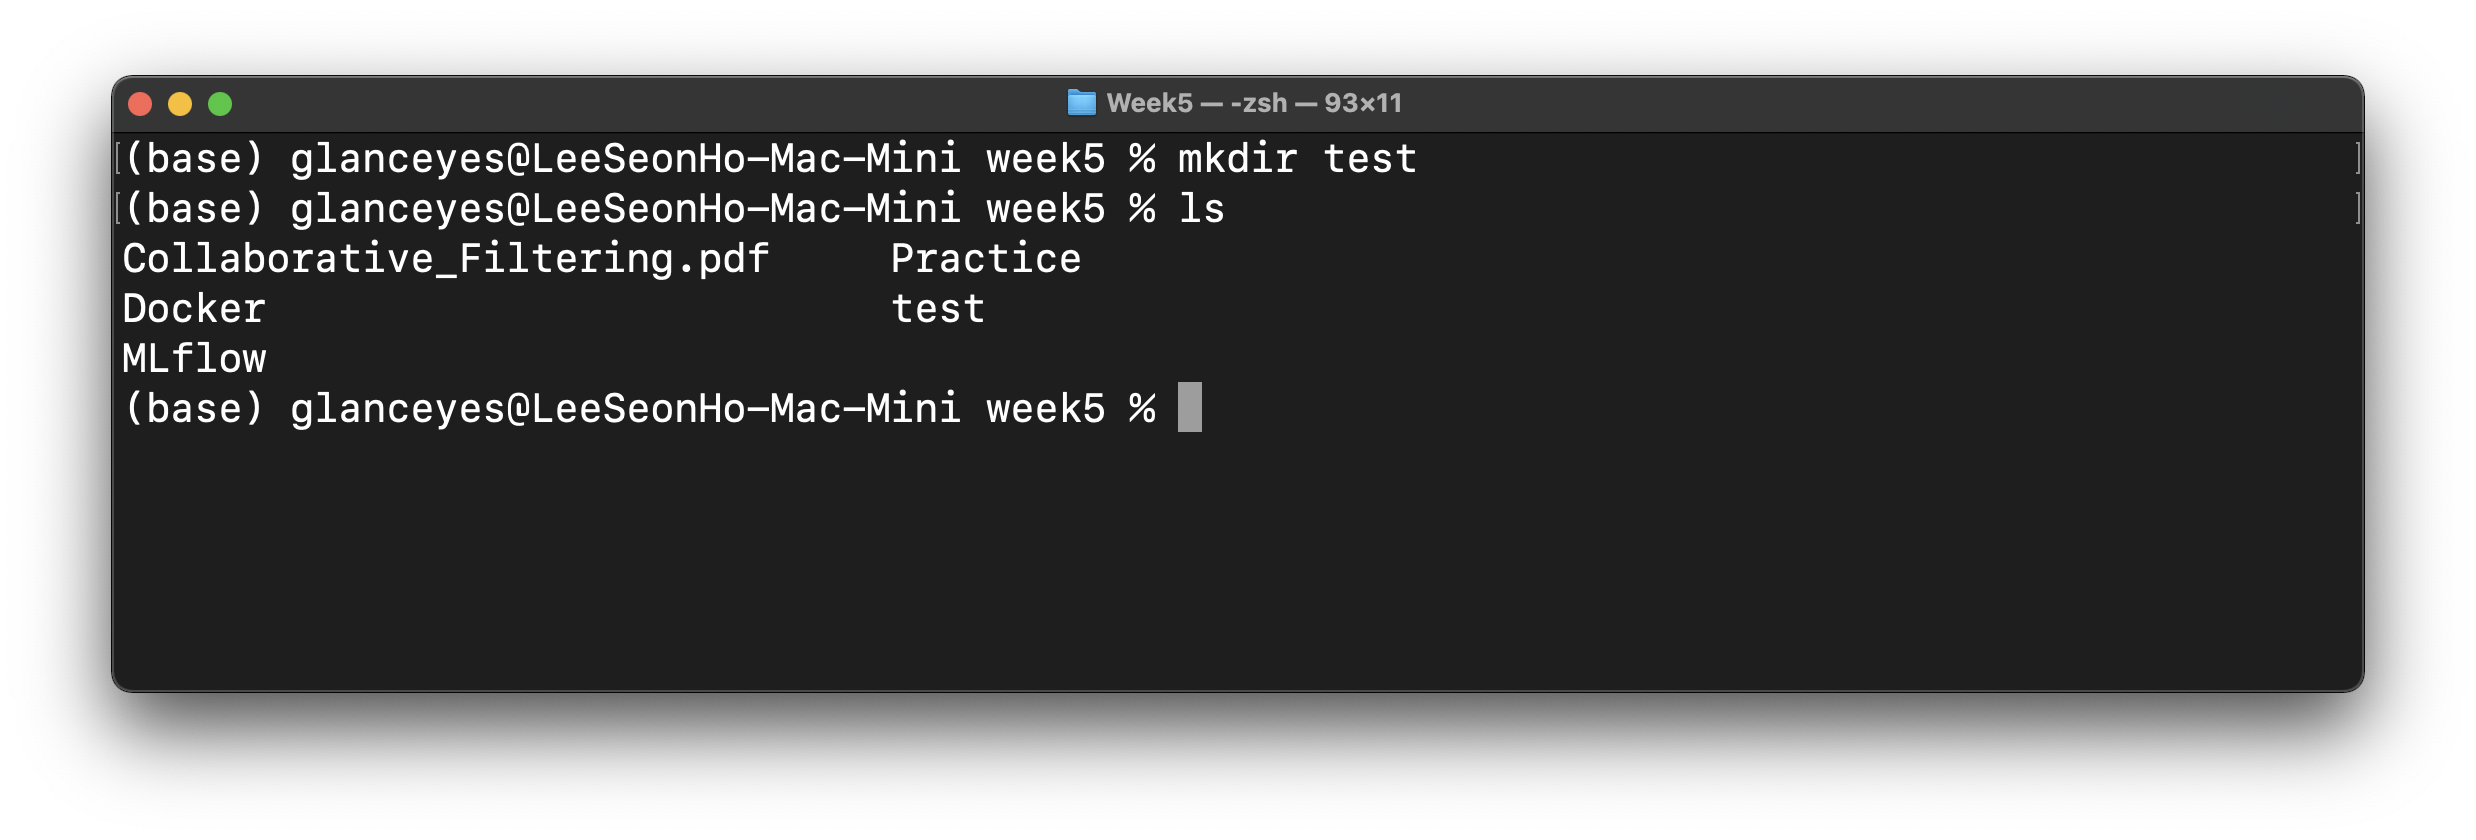 Week5 — -zsh — 93×11
(base) glanceyes@LeeSeonHo-Mac-Mini week5 % mkdir test
(base) glanceyes@LeeSeonHo-Mac-Mini week5 % ls
Collaborative_Filtering.pdf     Practice
Docker                          test
MLflow
(base) glanceyes@LeeSeonHo-Mac-Mini week5 %